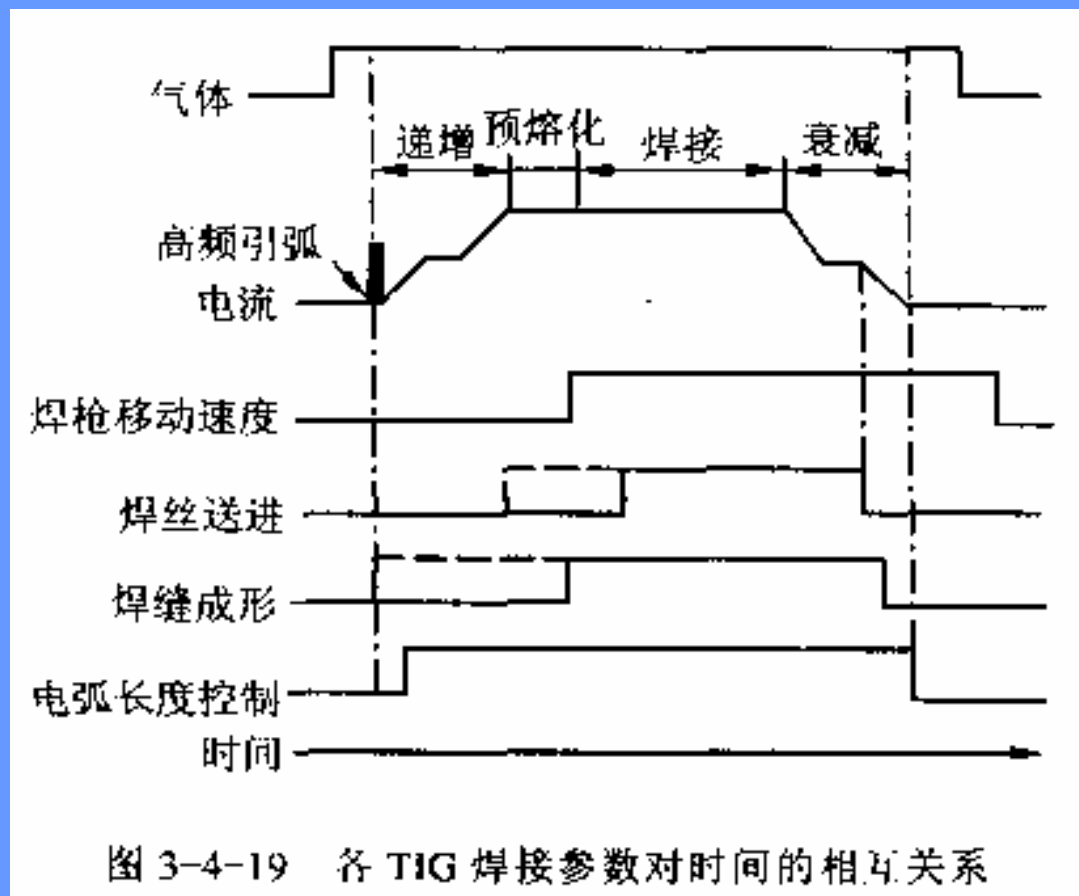 气体
递增 预熔化 焊接 衰减
高频引弧
电流
焊枪移动速度
焊丝送进
焊缝成形
电弧长度控制
时间
图 3-4-19 各 TIG 焊接参数对时间的相互关系